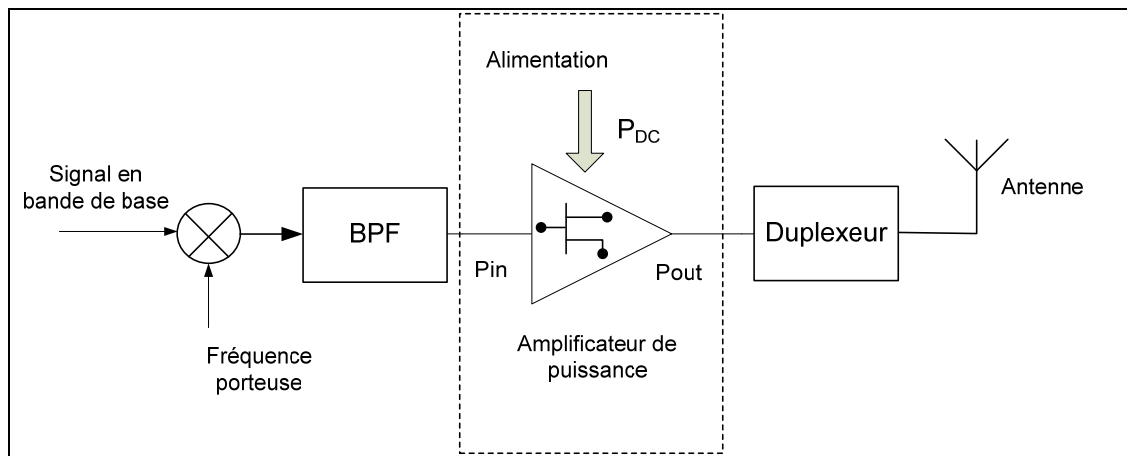 Alimentation
P_DC
Signal en
bande de base
BPF
Pin
Pout
Duplexeur
Antenne
Fréquence
porteuse
Amplificateur de
puissance